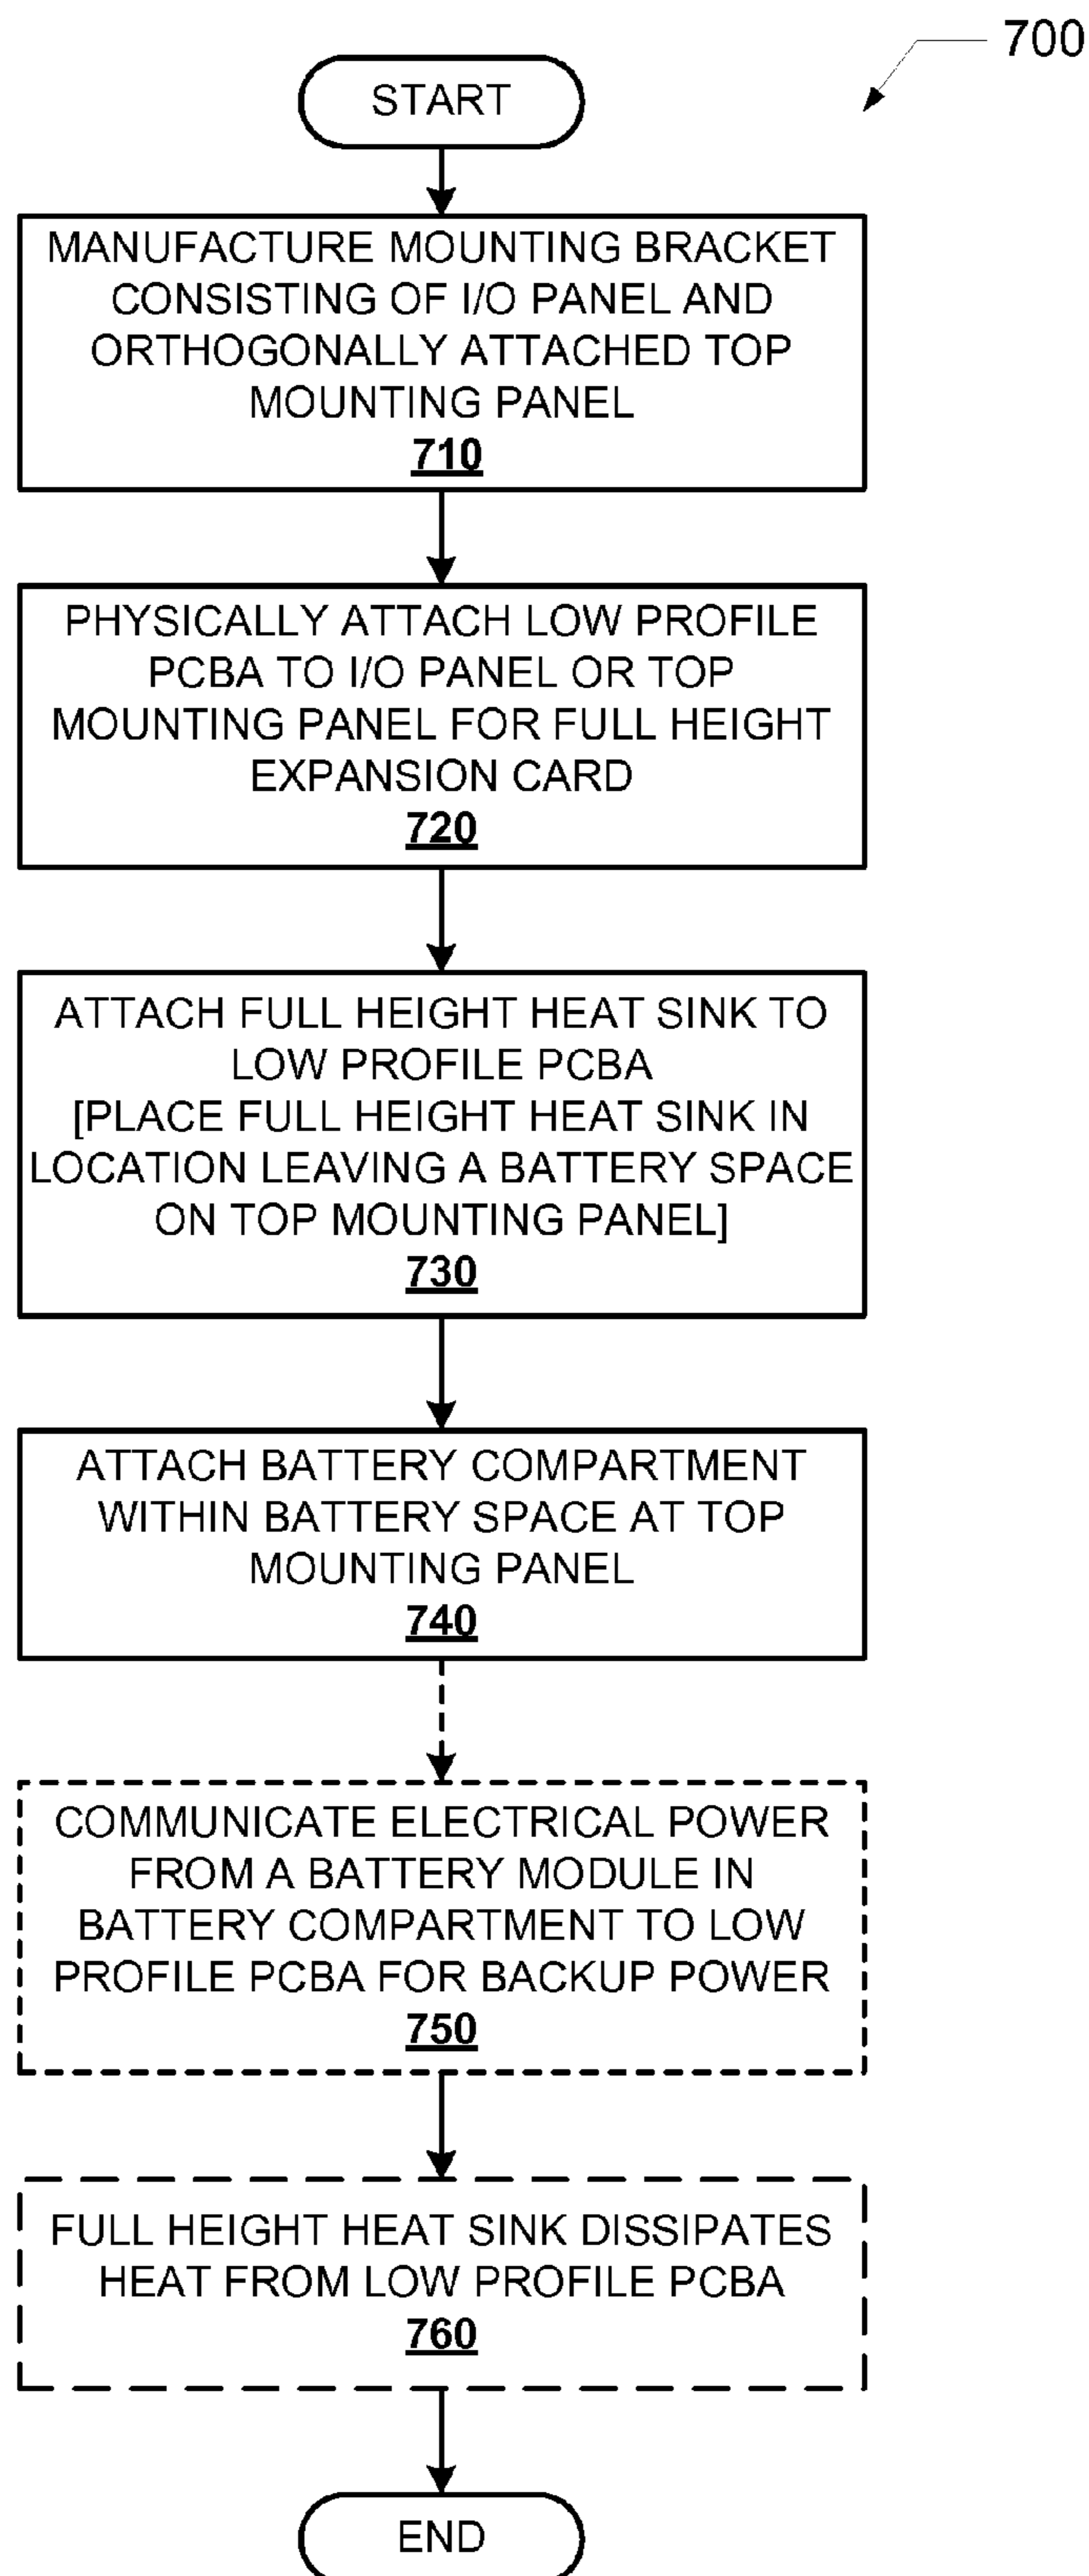 700
START
MANUFACTURE MOUNTING BRACKET
CONSISTING OF I/O PANEL AND
ORTHOGONALLY ATTACHED TOP
MOUNTING PANEL
710
PHYSICALLY ATTACH LOW PROFILE
PCBA TO I/O PANEL OR TOP
MOUNTING PANEL FOR FULL HEIGHT
EXPANSION CARD
720
ATTACH FULL HEIGHT HEAT SINK TO
LOW PROFILE PCBA
[PLACE FULL HEIGHT HEAT SINK IN
LOCATION LEAVING A BATTERY SPACE
ON TOP MOUNTING PANEL]
730
ATTACH BATTERY COMPARTMENT
WITHIN BATTERY SPACE AT TOP
MOUNTING PANEL
740
COMMUNICATE ELECTRICAL POWER
FROM A BATTERY MODULE IN
BATTERY COMPARTMENT TO LOW
PROFILE PCBA FOR BACKUP POWER
750
FULL HEIGHT HEAT SINK DISSIPATES
HEAT FROM LOW PROFILE PCBA
760
END